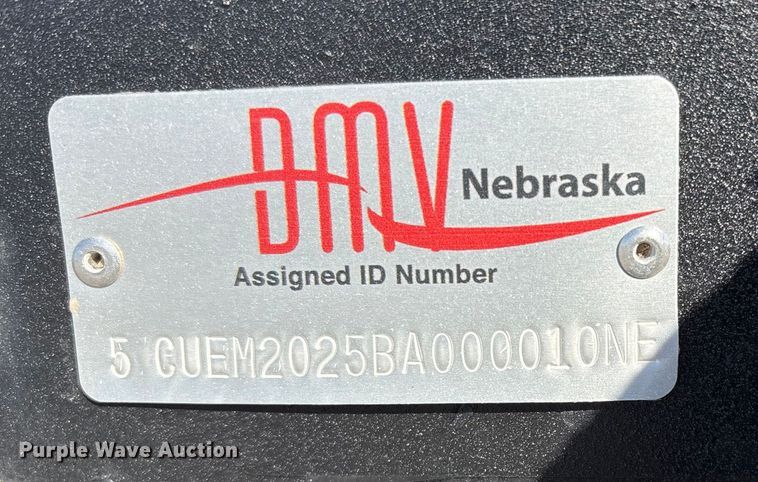 DMV Nebraska
Assigned ID Number
5 CUEM2025BA000010NE
Purple Wave Auction